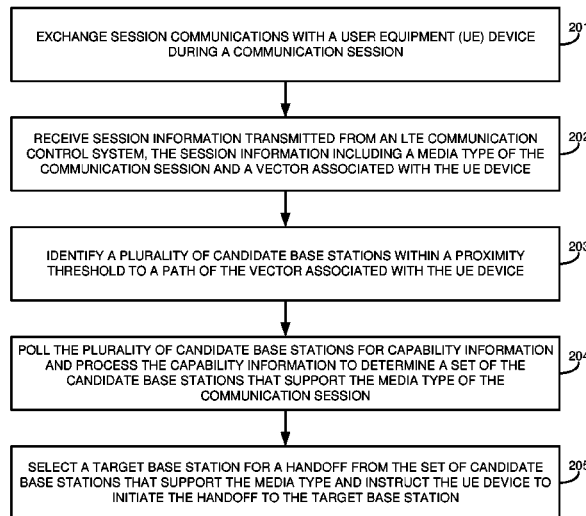 EXCHANGE SESSION COMMUNICATIONS WITH A USER EQUIPMENT (UE) DEVICE
DURING A COMMUNICATION SESSION
201
RECEIVE SESSION INFORMATION TRANSMITTED FROM AN LTE COMMUNICATION
CONTROL SYSTEM, THE SESSION INFORMATION INCLUDING A MEDIA TYPE OF THE
COMMUNICATION SESSION AND A VECTOR ASSOCIATED WITH THE UE DEVICE
202
IDENTIFY A PLURALITY OF CANDIDATE BASE STATIONS WITHIN A PROXIMITY
THRESHOLD TO A PATH OF THE VECTOR ASSOCIATED WITH THE UE DEVICE
203
POLL THE PLURALITY OF CANDIDATE BASE STATIONS FOR CAPABILITY INFORMATION
AND PROCESS THE CAPABILITY INFORMATION TO DETERMINE A SET OF THE
CANDIDATE BASE STATIONS THAT SUPPORT THE MEDIA TYPE OF THE
COMMUNICATION SESSION
204
SELECT A TARGET BASE STATION FOR A HANDOFF FROM THE SET OF CANDIDATE
BASE STATIONS THAT SUPPORT THE MEDIA TYPE AND INSTRUCT THE UE DEVICE TO
INITIATE THE HANDOFF TO THE TARGET BASE STATION
205